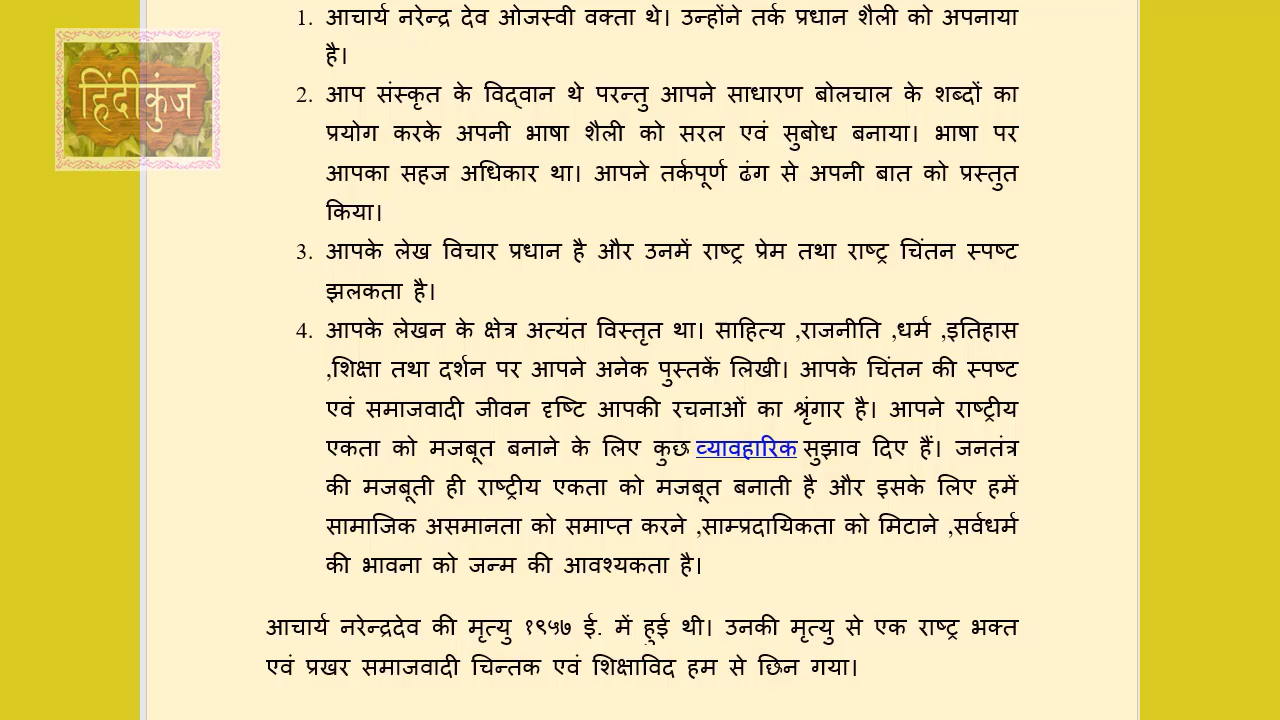 हिंदीकुंज
1. आचार्य नरेन्द्र देव ओजस्वी वक्ता थे। उन्होंने तर्क प्रधान शैली को अपनाया
है।
2. आप संस्कृत के विद्वान थे परन्तु आपने साधारण बोलचाल के शब्दों का
प्रयोग करके अपनी भाषा शैली को सरल एवं सुबोध बनाया। भाषा पर
आपका सहज अधिकार था। आपने तर्कपूर्ण ढंग से अपनी बात को प्रस्तुत
किया।
3. आपके लेख विचार प्रधान है और उनमें राष्ट्र प्रेम तथा राष्ट्र चिंतन स्पष्ट
झलकता है।
4. आपके लेखन के क्षेत्र अत्यंत विस्तृत था। साहित्य ,राजनीति ,धर्म ,इतिहास
,शिक्षा तथा दर्शन पर आपने अनेक पुस्तकें लिखी। आपके चिंतन की स्पष्ट
एवं समाजवादी जीवन दृष्टि आपकी रचनाओं का श्रृंगार है। आपने राष्ट्रीय
एकता को मजबूत बनाने के लिए कुछ व्यावहारिक सुझाव दिए हैं। जनतंत्र
की मजबूती ही राष्ट्रीय एकता को मजबूत बनाती है और इसके लिए हमें
सामाजिक असमानता को समाप्त करने ,साम्प्रदायिकता को मिटाने ,सर्वधर्म
की भावना को जन्म की आवश्यकता है।
आचार्य नरेन्द्रदेव की मृत्यु १९५७ ई. में हुई थी। उनकी मृत्यु से एक राष्ट्र भक्त
एवं प्रखर समाजवादी चिन्तक एवं शिक्षाविद हम से छिन गया।